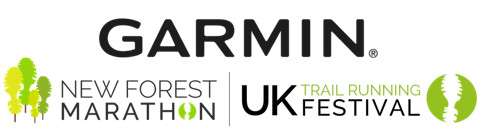 GARMIN®
NEW FOREST
MARATHON
UK TRAIL RUNNING
FESTIVAL